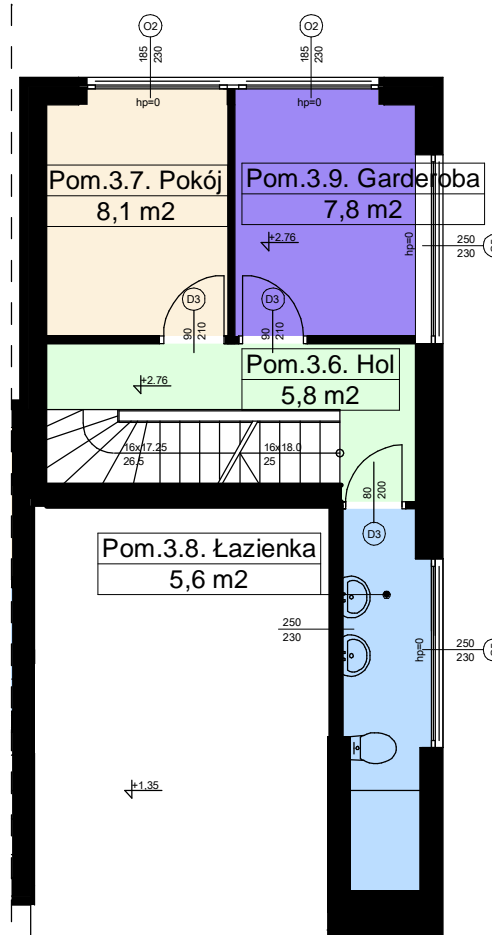 O2
O2
185
230
185
230
hp=0
hp=0
Pom.3.7. Pokój
8,1 m2
Pom.3.9. Garderoba
7,8 m2
+2.76
hp=0
250
230
D3
D3
90
210
90
210
Pom.3.6. Hol
5,8 m2
+2.76
16x17.25
26.5
16x18.0
25
80
200
D3
Pom.3.8. Łazienka
5,6 m2
250
230
hp=0
250
230
+1,35